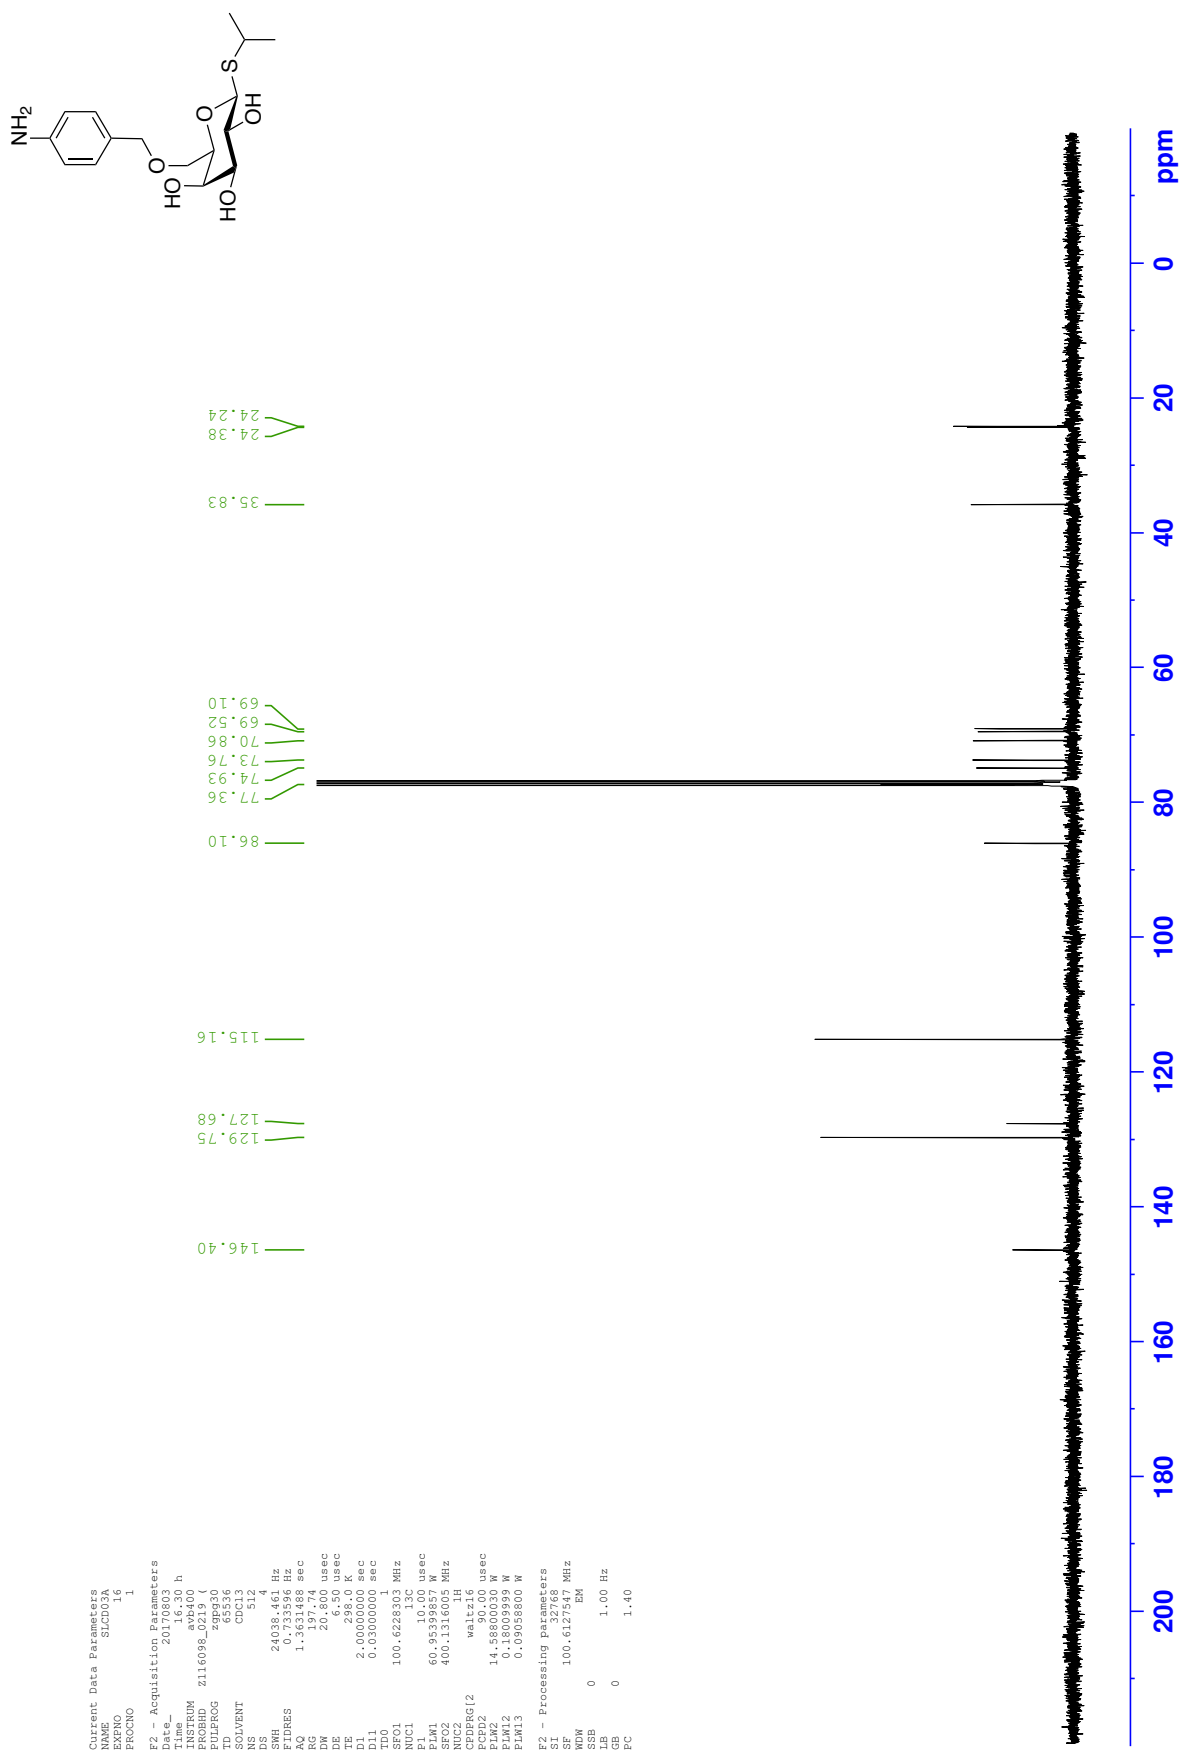 Current Data Parameters
NAME SLCD03A
EXPNO 16
PROCNO 1
F2 - Acquisition Parameters
Date_ 20170803
Time 16.30 h
INSTRUM avb400
PROBHD Z116098_0219 (
PULPROG zgpg30
TD 65536
SOLVENT CDCl3
NS 512
DS 4
SWH 24038.461 Hz
FIDRES 0.733596 Hz
AQ 1.3631488 sec
RG 197.74
DW 20.800 usec
DE 6.50 usec
TE 298.0 K
D1 2.00000000 sec
D11 0.03000000 sec
TD0 1
SFO1 100.6228303 MHz
NUC1 13C
P1 10.00 usec
PLW1 60.95399857 W
SFO2 400.1316005 MHz
NUC2 1H
CPDPRG[2 waltz16
PCPD2 90.00 usec
PLW2 14.58800030 W
PLW12 0.18009999 W
PLW13 0.09058800 W
F2 - Processing parameters
SI 32768
SF 100.6127547 MHz
WDW EM
SSB 0
LB 1.00 Hz
GB 0
PC 1.40
146.40
129.75
127.68
115.16
86.10
77.36
74.93
73.76
70.86
69.52
69.10
35.83
24.38
24.24
NH2
O
HO
O
S
HO
OH
200 180 160 140 120 100 80 60 40 20 0 ppm